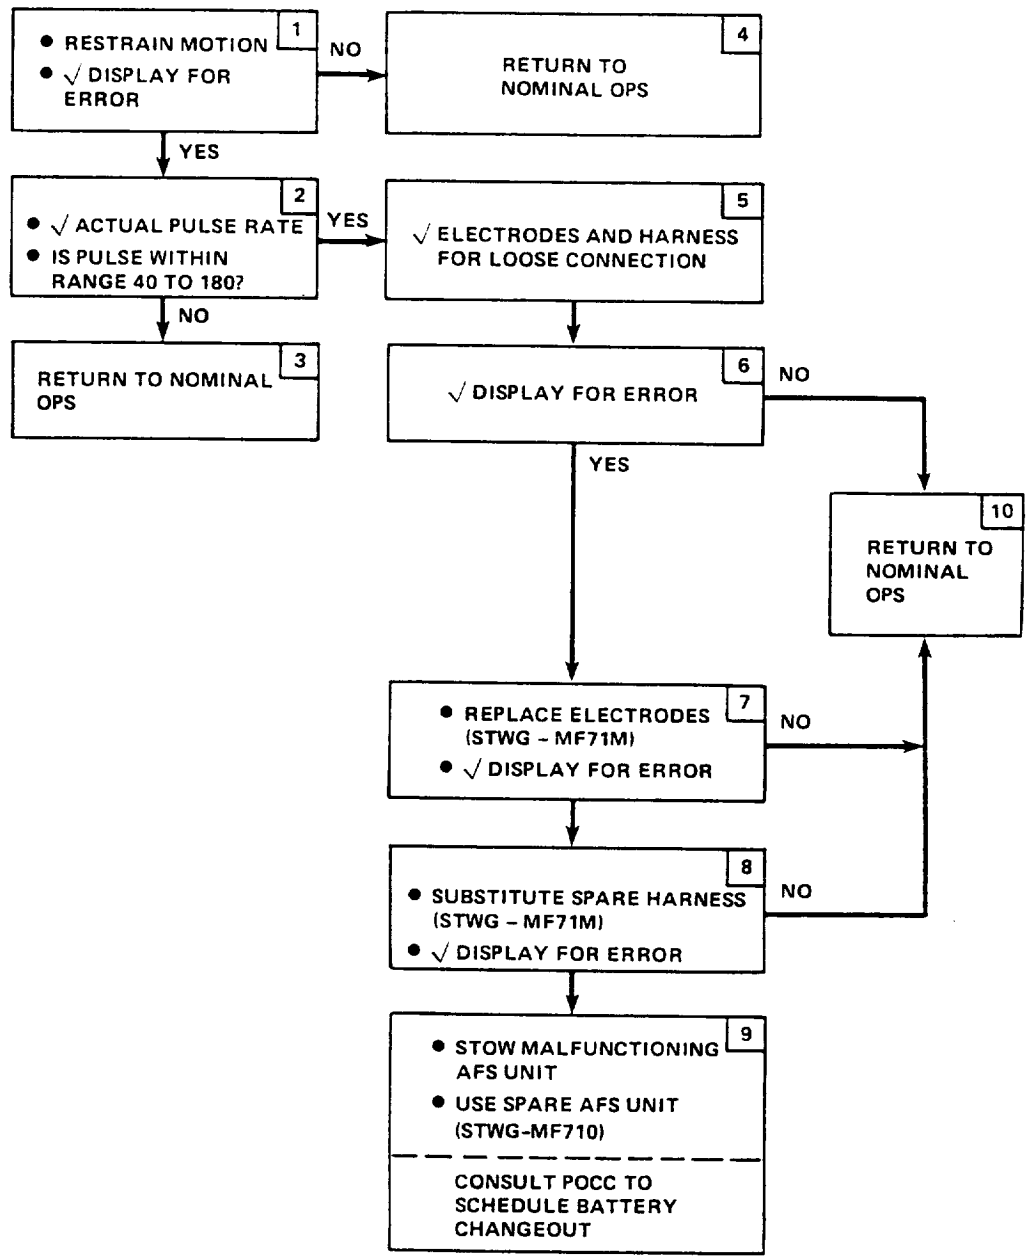 1
● RESTRAIN MOTION
● √ DISPLAY FOR
ERROR
NO
4
RETURN TO
NOMINAL OPS
YES
2
● √ ACTUAL PULSE RATE
● IS PULSE WITHIN
RANGE 40 TO 180?
YES
5
√ ELECTRODES AND HARNESS
FOR LOOSE CONNECTION
NO
3
RETURN TO NOMINAL
OPS
6
√ DISPLAY FOR ERROR
NO
YES
10
RETURN TO
NOMINAL
OPS
7
● REPLACE ELECTRODES
(STWG – MF71M)
● √ DISPLAY FOR ERROR
NO
8
● SUBSTITUTE SPARE HARNESS
(STWG – MF71M)
● √ DISPLAY FOR ERROR
NO
9
● STOW MALFUNCTIONING
AFS UNIT
● USE SPARE AFS UNIT
(STWG-MF710)
CONSULT POCC TO
SCHEDULE BATTERY
CHANGEOUT